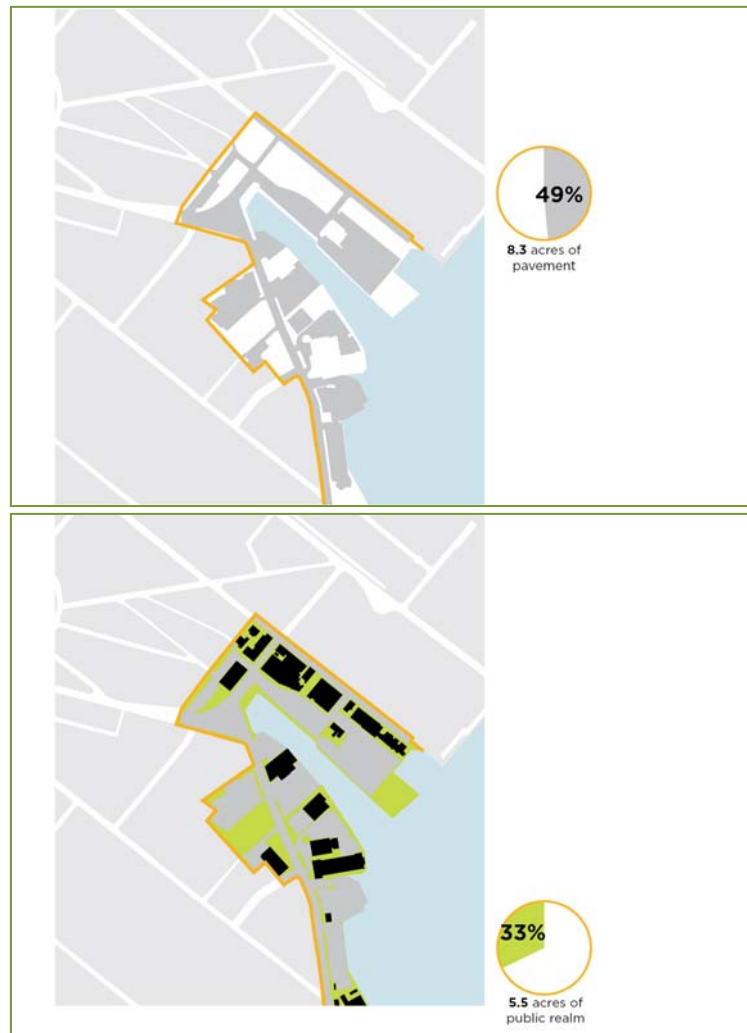 49%
8.3 acres of
pavement
33%
5.5 acres of
public realm